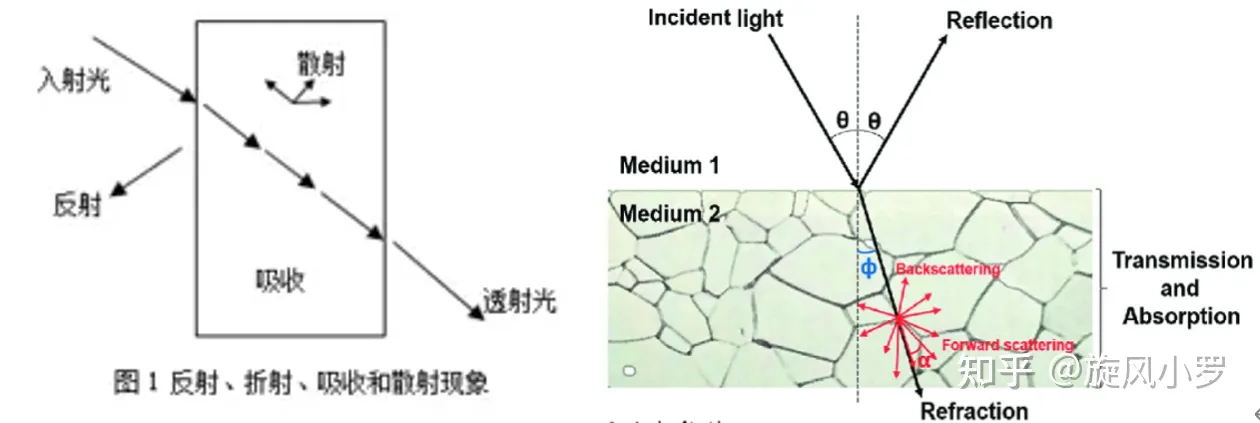 入射光
散射
反射
吸收
透射光
图 1 反射、折射、吸收和散射现象
Incident light
Reflection
θ θ
Medium 1
Medium 2
ϕ
Backscattering
Forward scattering
α
Transmission
and
Absorption
Refraction
知乎 @旋风小罗